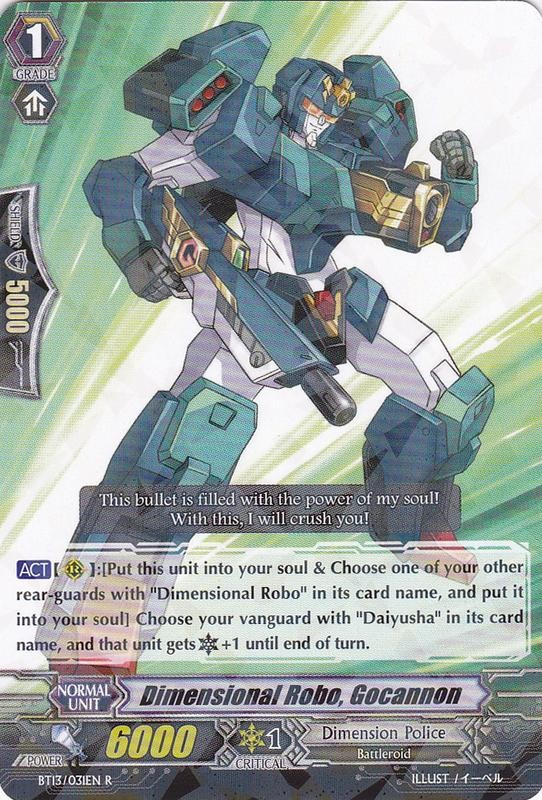 1
GRADE
SHIELD
5000
This bullet is filled with the power of my soul!
With this, I will crush you!
ACT [ R ]:[Put this unit into your soul & Choose one of your other
rear-guards with "Dimensional Robo" in its card name, and put it
into your soul] Choose your vanguard with "Daiyusha" in its card
name, and that unit gets +1 until end of turn.
NORMAL
UNIT
Dimensional Robo, Gocannon
POWER
6000
1
CRITICAL
Dimension Police
Battleroid
BT13/031EN R
ILLUST / イーベル